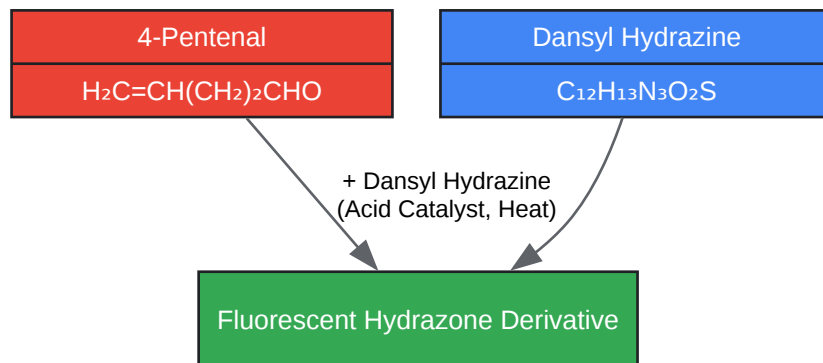 4-Pentenal
H₂C=CH(CH₂)₂CHO
Dansyl Hydrazine
C₁₂H₁₃N₃O₂S
+ Dansyl Hydrazine
(Acid Catalyst, Heat)
Fluorescent Hydrazone Derivative